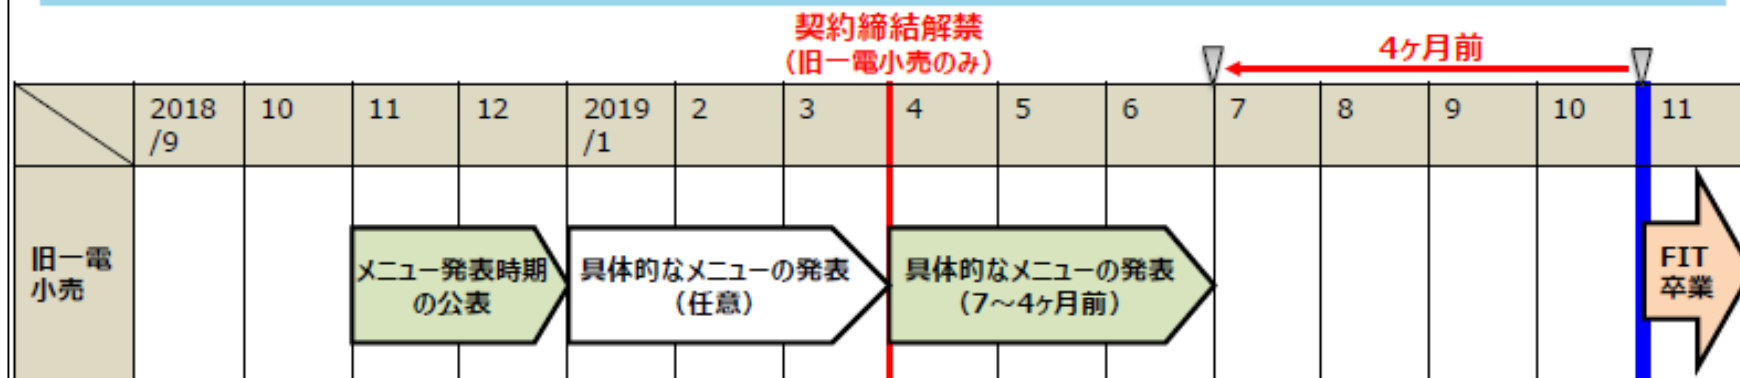 契約締結解禁
（旧一電小売のみ）
4ヶ月前
2018
/9
10
11
12
2019
/1
2
3
4
5
6
7
8
9
10
11
旧一電
小売
メニュー発表時期
の公表
具体的なメニューの発表
（任意）
具体的なメニューの発表
（7～4ヶ月前）
FIT
卒業